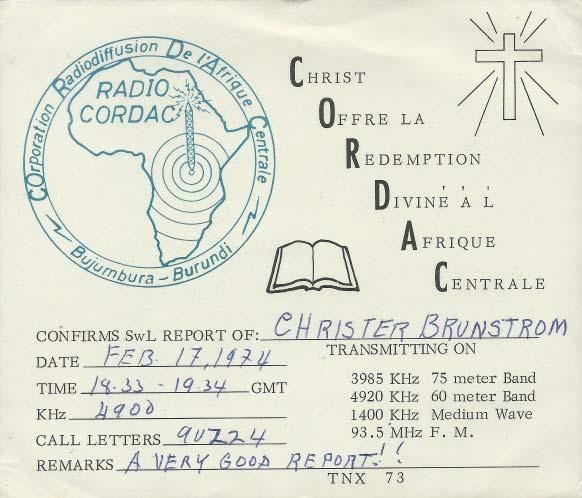 COrporation Radiodiffusion De l'Afrique Centrale
RADIO
CORDAC
Bujumbura - Burundi
CHRIST
OFFRE LA
REDEMPTION
DIVINE À L'
AFRIQUE
CENTRALE
CONFIRMS SwL REPORT OF: CHRISTER BRUNSTROM
DATE FEB. 17, 1974
TIME 18.33 - 19.34 GMT
KHz 4900
CALL LETTERS 9UZ24
REMARKS A VERY GOOD REPORT!!
TRANSMITTING ON
3985 KHz 75 meter Band
4920 KHz 60 meter Band
1400 KHz Medium Wave
93.5 MHz F. M.
TNX 73